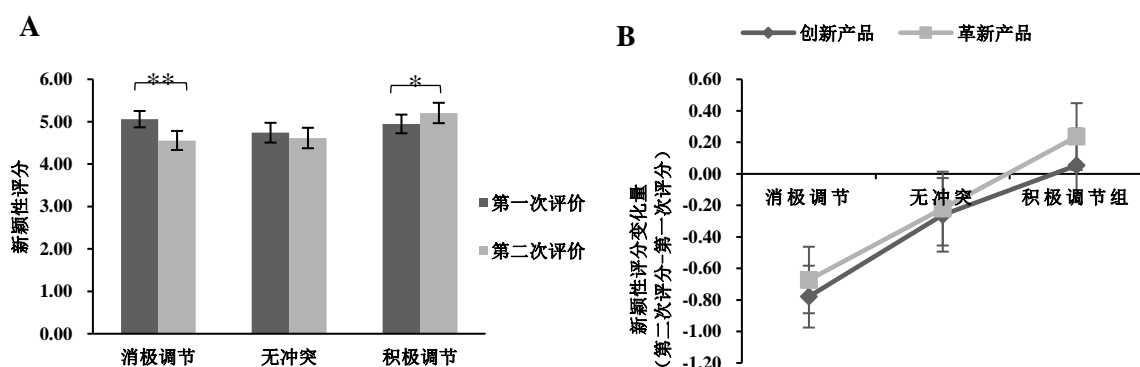 A
6.00
5.00
4.00
3.00
2.00
1.00
0.00
新颖性评分
**
*
消极调节
无冲突
积极调节
第一次评价
第二次评价
B
创新产品
革新产品
0.60
0.40
0.20
0.00
-0.20
-0.40
-0.60
-0.80
-1.00
-1.20
新颖性评分变化量
（第二次评分-第一次评分）
消极调节
无冲突
积极调节组